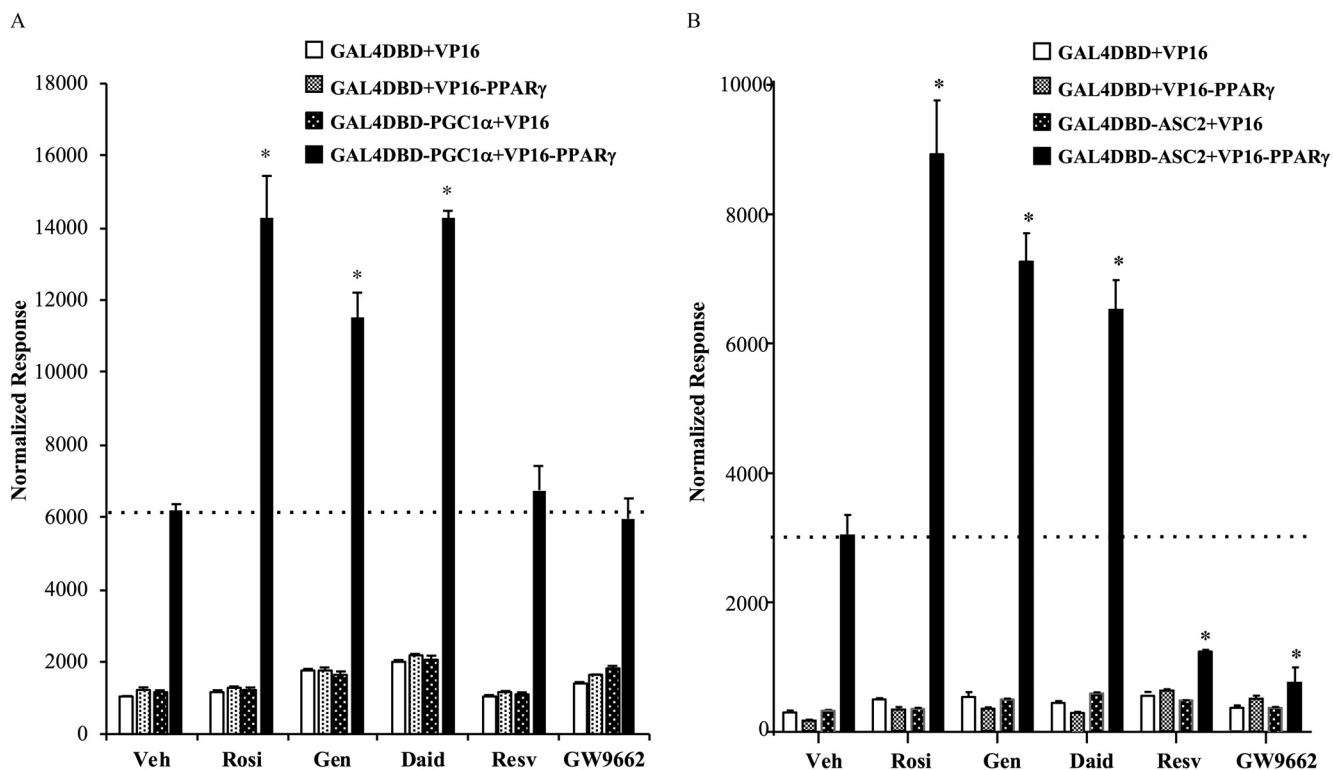 A
GAL4DBD+VP16
GAL4DBD+VP16-PPARγ
GAL4DBD-PGC1α+VP16
GAL4DBD-PGC1α+VP16-PPARγ
18000
16000
14000
12000
10000
8000
6000
4000
2000
0
Normalized Response
* * *
Veh Rosi Gen Daid Resv GW9662
B
GAL4DBD+VP16
GAL4DBD+VP16-PPARγ
GAL4DBD-ASC2+VP16
GAL4DBD-ASC2+VP16-PPARγ
10000
8000
6000
4000
2000
0
Normalized Response
* * * * *
Veh Rosi Gen Daid Resv GW9662